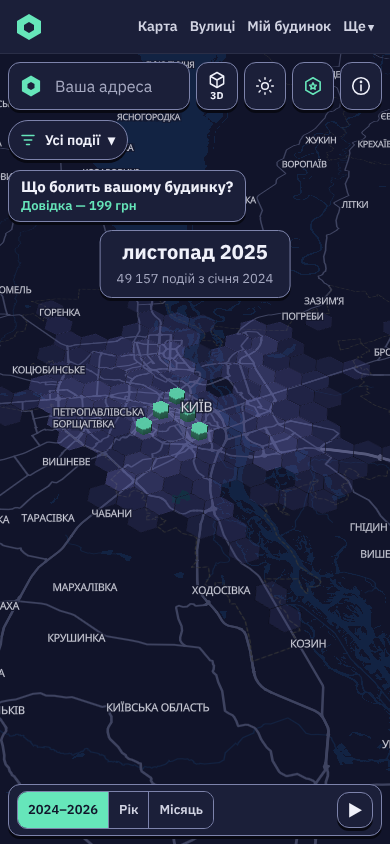 Карта Вулиці Мій будинок Ще ▾
Ваша адреса
3D
ЯСНОГОРОДКА
Усі події ▾
ЖУКИН
ВОРОПАЇВ
Що болить вашому будинку?
Довідка — 199 грн
ЛІТКИ
листопад 2025
49 157 подій з січня 2024
ЗАЗИМ'Я
ГОРЕНКА
ПОГРЕБИ
КОЦЮБИНСЬКЕ
КИЇВ
ПЕТРОПАВЛІВСЬКА
БОРЩАГІВКА
ВИШНЕВЕ
ТАРАСІВКА
ЧАБАНИ
ГНІДИН
МАРХАЛІВКА
ХОДОСІВКА
КРУШИНКА
КОЗИН
КИЇВСЬКА ОБЛАСТЬ
2024–2026 Рік Місяць